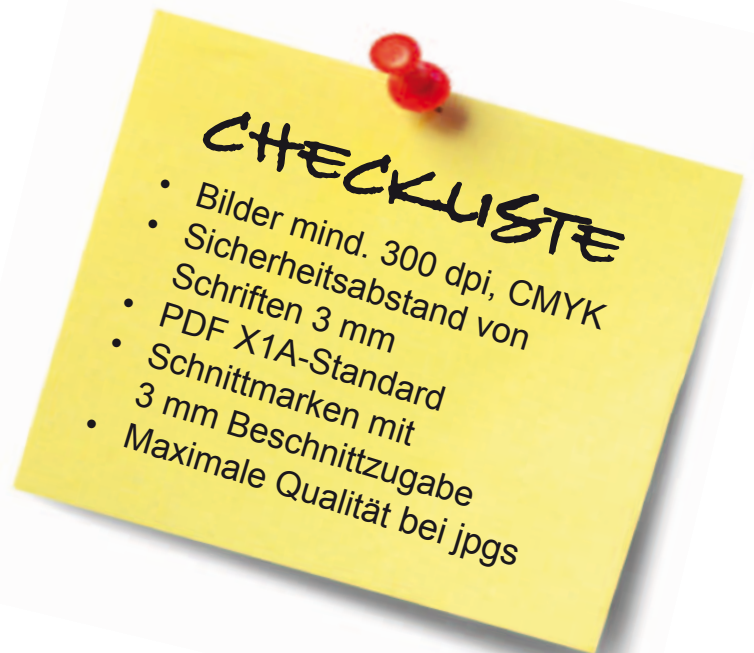 CHECKLISTE
• Bilder mind. 300 dpi, CMYK
• Sicherheitsabstand von
Schriften 3 mm
• PDF X1A-Standard
• Schnittmarken mit
3 mm Beschnittzugabe
• Maximale Qualität bei jpgs